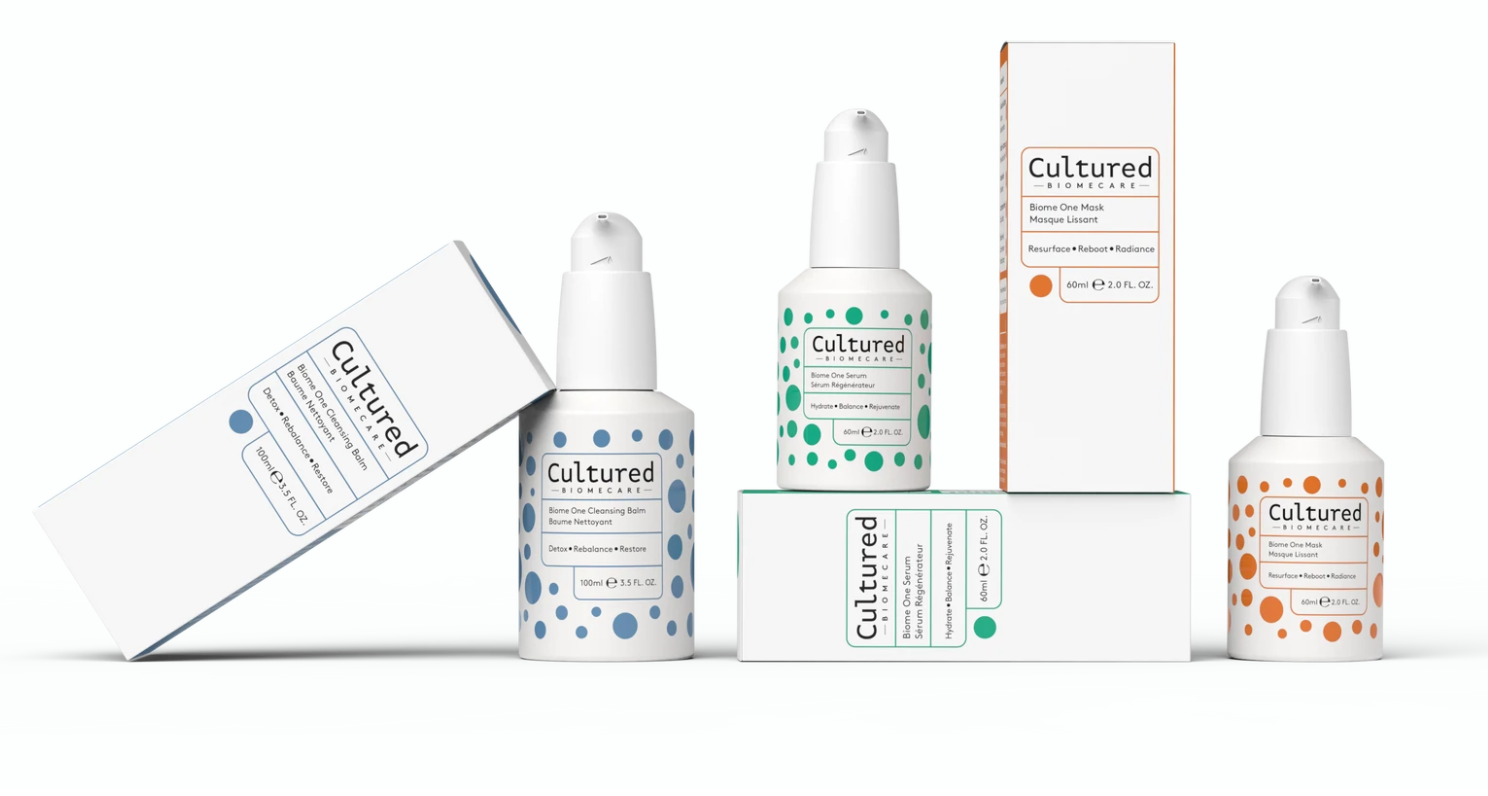 Cultured
BIOMECARE
Biome One Cleansing Balm
Baume Nettoyant
Detox • Rebalance • Restore
100ml ℮ 3.5 FL. OZ.
Cultured
BIOMECARE
Biome One Cleansing Balm
Baume Nettoyant
Detox • Rebalance • Restore
100ml ℮ 3.5 FL. OZ.
Cultured
BIOMECARE
Biome One Serum
Sérum Régénérateur
Hydrate • Balance • Rejuvenate
60ml ℮ 2.0 FL. OZ.
Cultured
BIOMECARE
Biome One Serum
Sérum Régénérateur
Hydrate • Balance • Rejuvenate
60ml ℮ 2.0 FL. OZ.
Cultured
BIOMECARE
Biome One Mask
Masque Lissant
Resurface • Reboot • Radiance
60ml ℮ 2.0 FL. OZ.
Cultured
BIOMECARE
Biome One Mask
Masque Lissant
Resurface • Reboot • Radiance
60ml ℮ 2.0 FL. OZ.